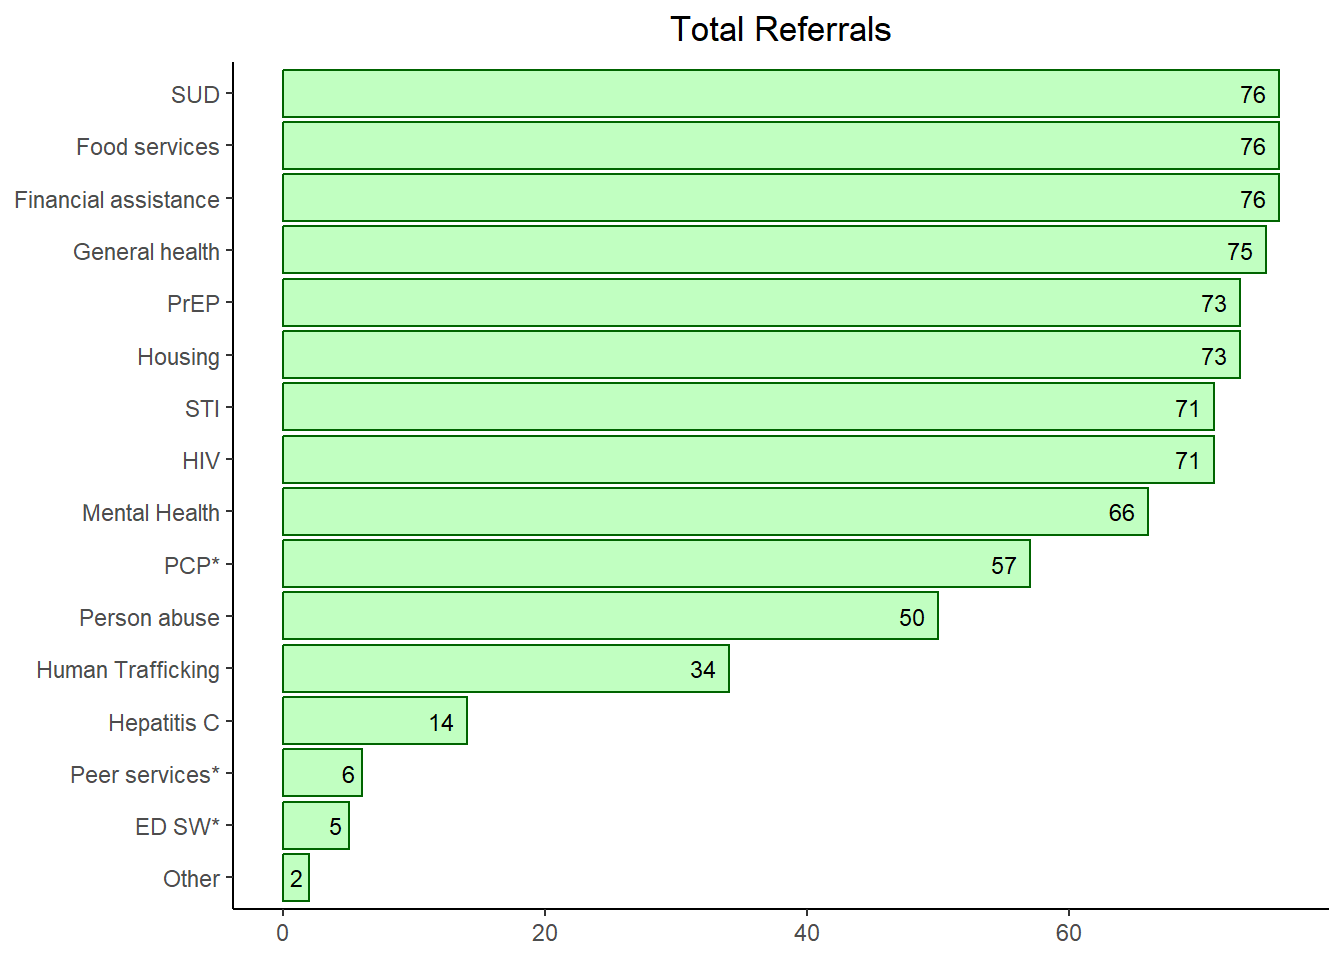 Total Referrals
SUD 76
Food services 76
Financial assistance 76
General health 75
PrEP 73
Housing 73
STI 71
HIV 71
Mental Health 66
PCP* 57
Person abuse 50
Human Trafficking 34
Hepatitis C 14
Peer services* 6
ED SW* 5
Other 2
0 20 40 60